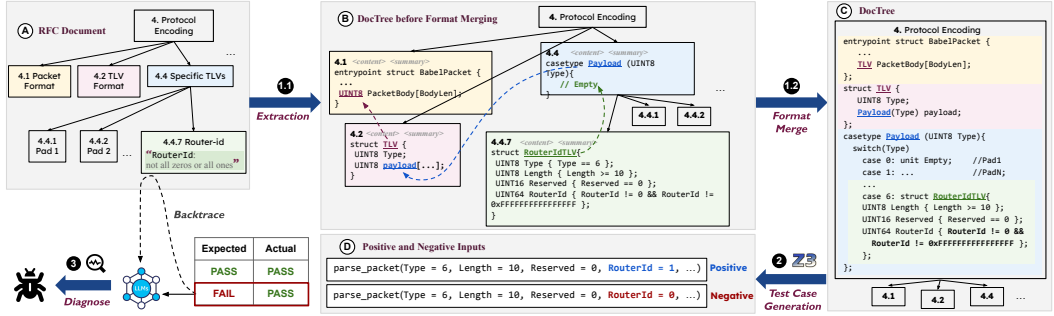 A RFC Document
4. Protocol
Encoding
...
4.1 Packet
Format
4.2 TLV
Format
4.4 Specific TLVs
4.4.1
Pad 1
4.4.2
Pad 2
...
4.4.7 Router-id
“RouterId:
not all zeros or all ones”
Backtrace
Expected Actual
PASS PASS
FAIL PASS
LLMs
3
Diagnose
1.1
Extraction
B DocTree before Format Merging
4. Protocol
Encoding
4.1 <content> <summary>
entrypoint struct BabelPacket {
...
UINT8 PacketBody[BodyLen];
}
4.2 <content> <summary>
struct TLV {
UINT8 Type;
UINT8 payload[...];
}
4.4 <content> <summary>
casetype Payload (UINT8
Type){
// Empty
}
...
4.4.1
4.4.2
4.4.7 <content> <summary>
struct RouterIdTLV{
UINT8 Type { Type == 6 };
UINT8 Length { Length >= 10 };
UINT16 Reserved { Reserved == 0 };
UINT64 RouterId { RouterId != 0 && RouterId !=
0xFFFFFFFFFFFFFFFF };
}
1.2
Format
Merge
C DocTree
4. Protocol Encoding
entrypoint struct BabelPacket {
...
TLV PacketBody[BodyLen];
};
struct TLV {
UINT8 Type;
Payload(Type) payload;
};
casetype Payload (UINT8 Type){
switch(Type)
case 0: unit Empty; //Pad1
case 1: ... //PadN;
...
case 6: struct RouterIdTLV{
UINT8 Length { Length >= 10 };
UINT16 Reserved { Reserved == 0 };
UINT64 RouterId { RouterId != 0 &&
RouterId != 0xFFFFFFFFFFFFFFFF };
};
};
4.1
4.2
4.4
...
2 Z3
Test Case
Generation
D Positive and Negative Inputs
parse_packet(Type = 6, Length = 10, Reserved = 0, RouterId = 1, ...) Positive
parse_packet(Type = 6, Length = 10, Reserved = 0, RouterId = 0, ...) Negative